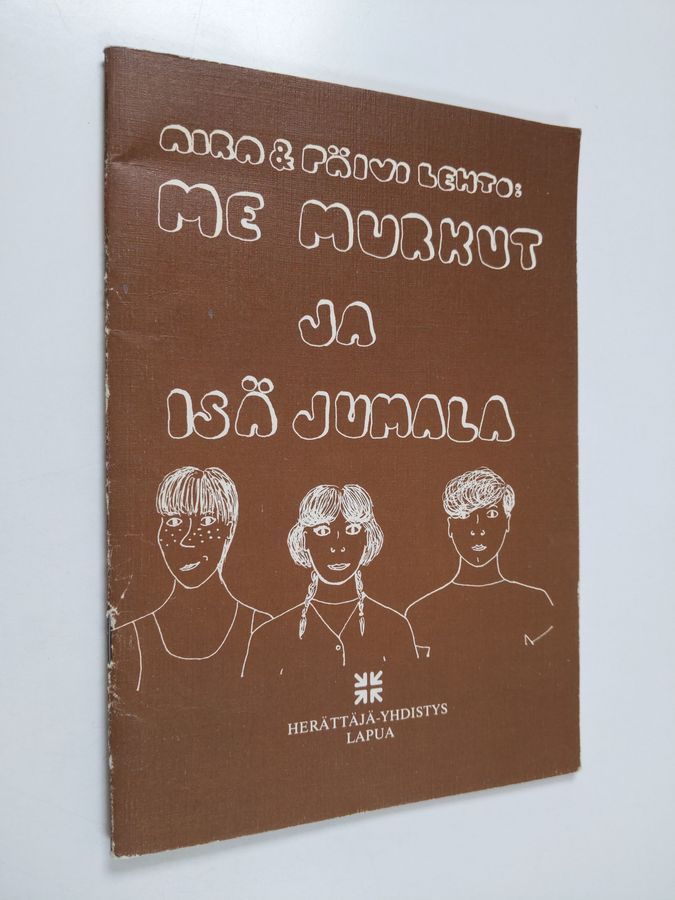 AIRA & PÄIVI LEHTO:
ME MURKUT
JA
ISÄ JUMALA
HERÄTTÄJÄ-YHDISTYS
LAPUA